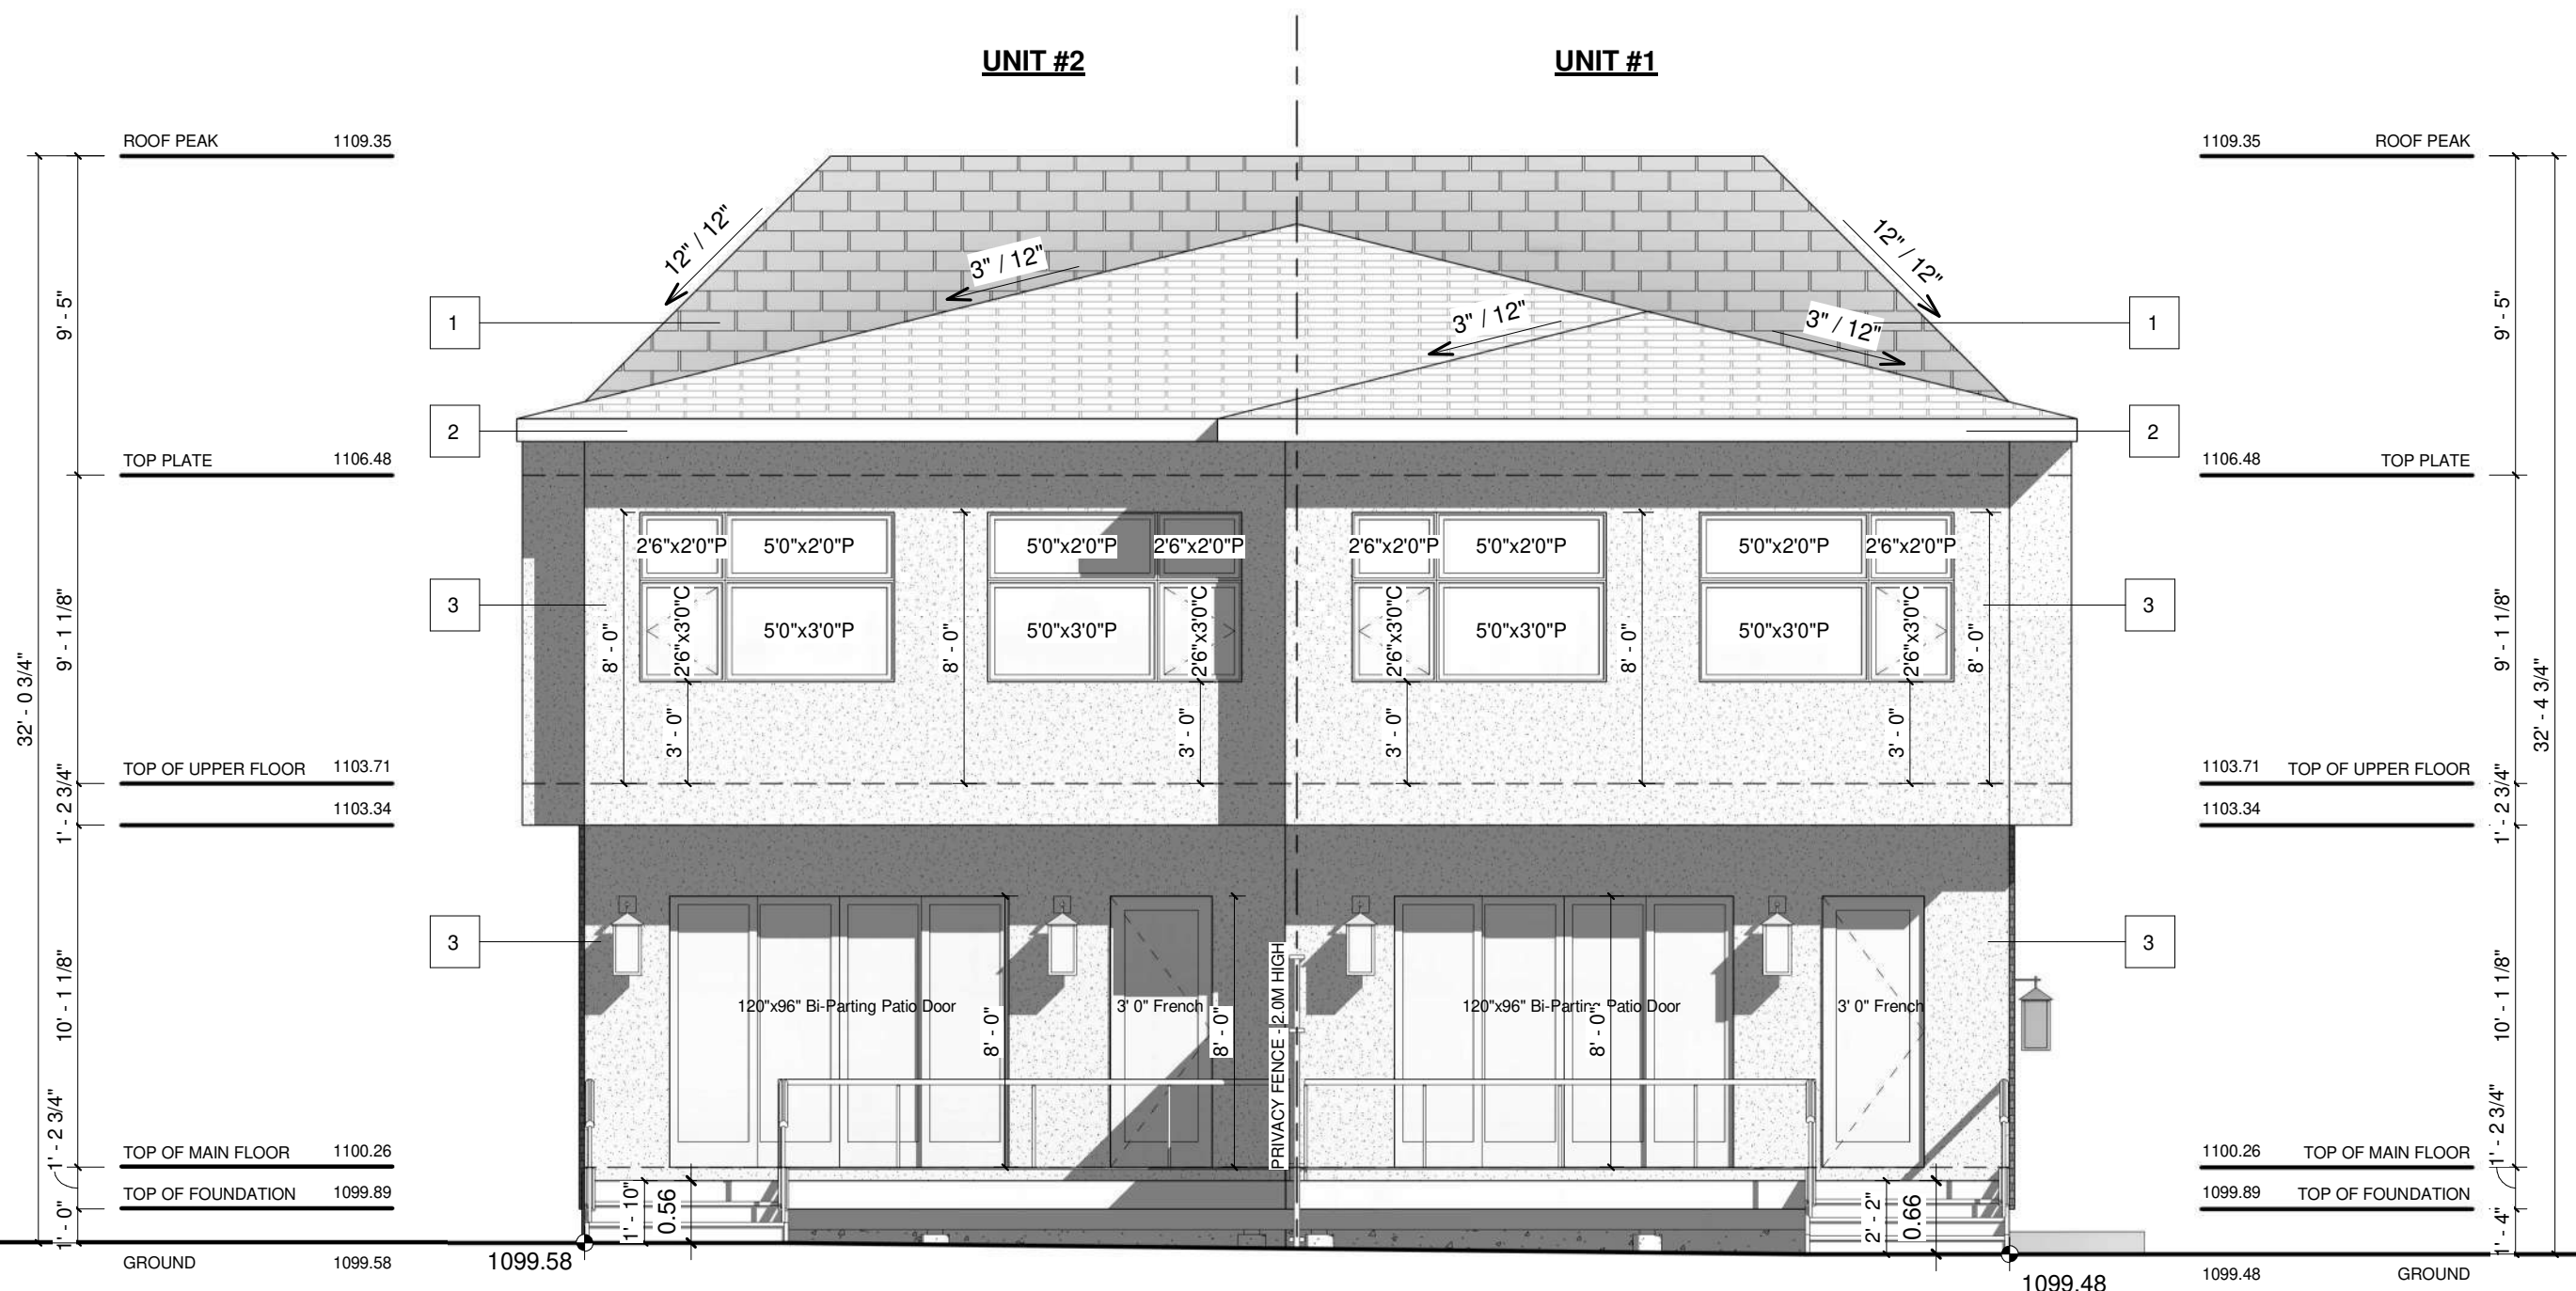 UNIT #2
UNIT #1
ROOF PEAK 1109.35
1109.35 ROOF PEAK
12" / 12"
3" / 12"
3" / 12"
3" / 12"
12" / 12"
9' - 5"
9' - 5"
1
1
2
2
TOP PLATE 1106.48
1106.48 TOP PLATE
2'6"x2'0"P
5'0"x2'0"P
5'0"x2'0"P
2'6"x2'0"P
2'6"x2'0"P
5'0"x2'0"P
5'0"x2'0"P
2'6"x2'0"P
3
3
2'6"x3'0"C
5'0"x3'0"P
5'0"x3'0"P
2'6"x3'0"C
2'6"x3'0"C
5'0"x3'0"P
5'0"x3'0"P
2'6"x3'0"C
8' - 0"
8' - 0"
8' - 0"
8' - 0"
9' - 1 1/8"
9' - 1 1/8"
32' - 0 3/4"
32' - 4 3/4"
3' - 0"
3' - 0"
3' - 0"
3' - 0"
TOP OF UPPER FLOOR 1103.71
1103.71 TOP OF UPPER FLOOR
1' - 2 3/4"
1' - 2 3/4"
1103.34
1103.34
3
3
10' - 1 1/8"
10' - 1 1/8"
120"x96" Bi-Parting Patio Door
3' 0" French
120"x96" Bi-Parting Patio Door
3' 0" French
8' - 0"
8' - 0"
8' - 0"
PRIVACY FENCE - 2.0M HIGH
1' - 2 3/4"
1' - 2 3/4"
TOP OF MAIN FLOOR 1100.26
1100.26 TOP OF MAIN FLOOR
TOP OF FOUNDATION 1099.89
1099.89 TOP OF FOUNDATION
1' - 0"
1' - 10"
0.56
2' - 2"
0.66
1' - 4"
GROUND 1099.58
1099.58
1099.48
1099.48 GROUND